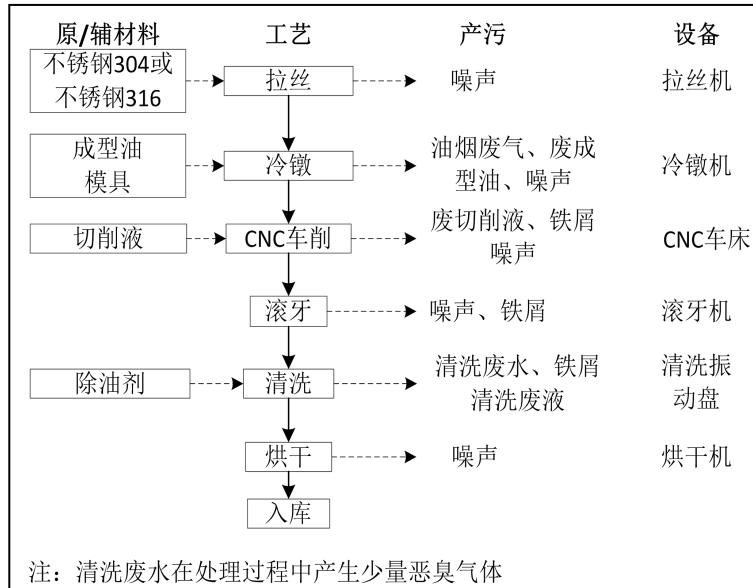 原/辅材料 工艺 产污 设备
不锈钢304或
不锈钢316
拉丝 噪声 拉丝机
成型油
模具
冷镦
油烟废气、废成
型油、噪声
冷镦机
切削液 CNC车削
废切削液、铁屑
噪声
CNC车床
滚牙 噪声、铁屑 滚牙机
除油剂 清洗
清洗废水、铁屑
清洗废液
清洗振
动盘
烘干 噪声 烘干机
入库
注：清洗废水在处理过程中产生少量恶臭气体